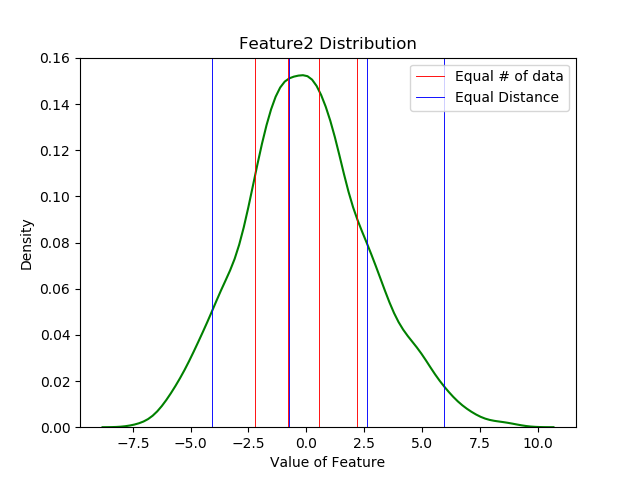 Feature2 Distribution
Equal # of data
Equal Distance
Density
0.16
0.14
0.12
0.10
0.08
0.06
0.04
0.02
0.00
−7.5 −5.0 −2.5 0.0 2.5 5.0 7.5 10.0
Value of Feature